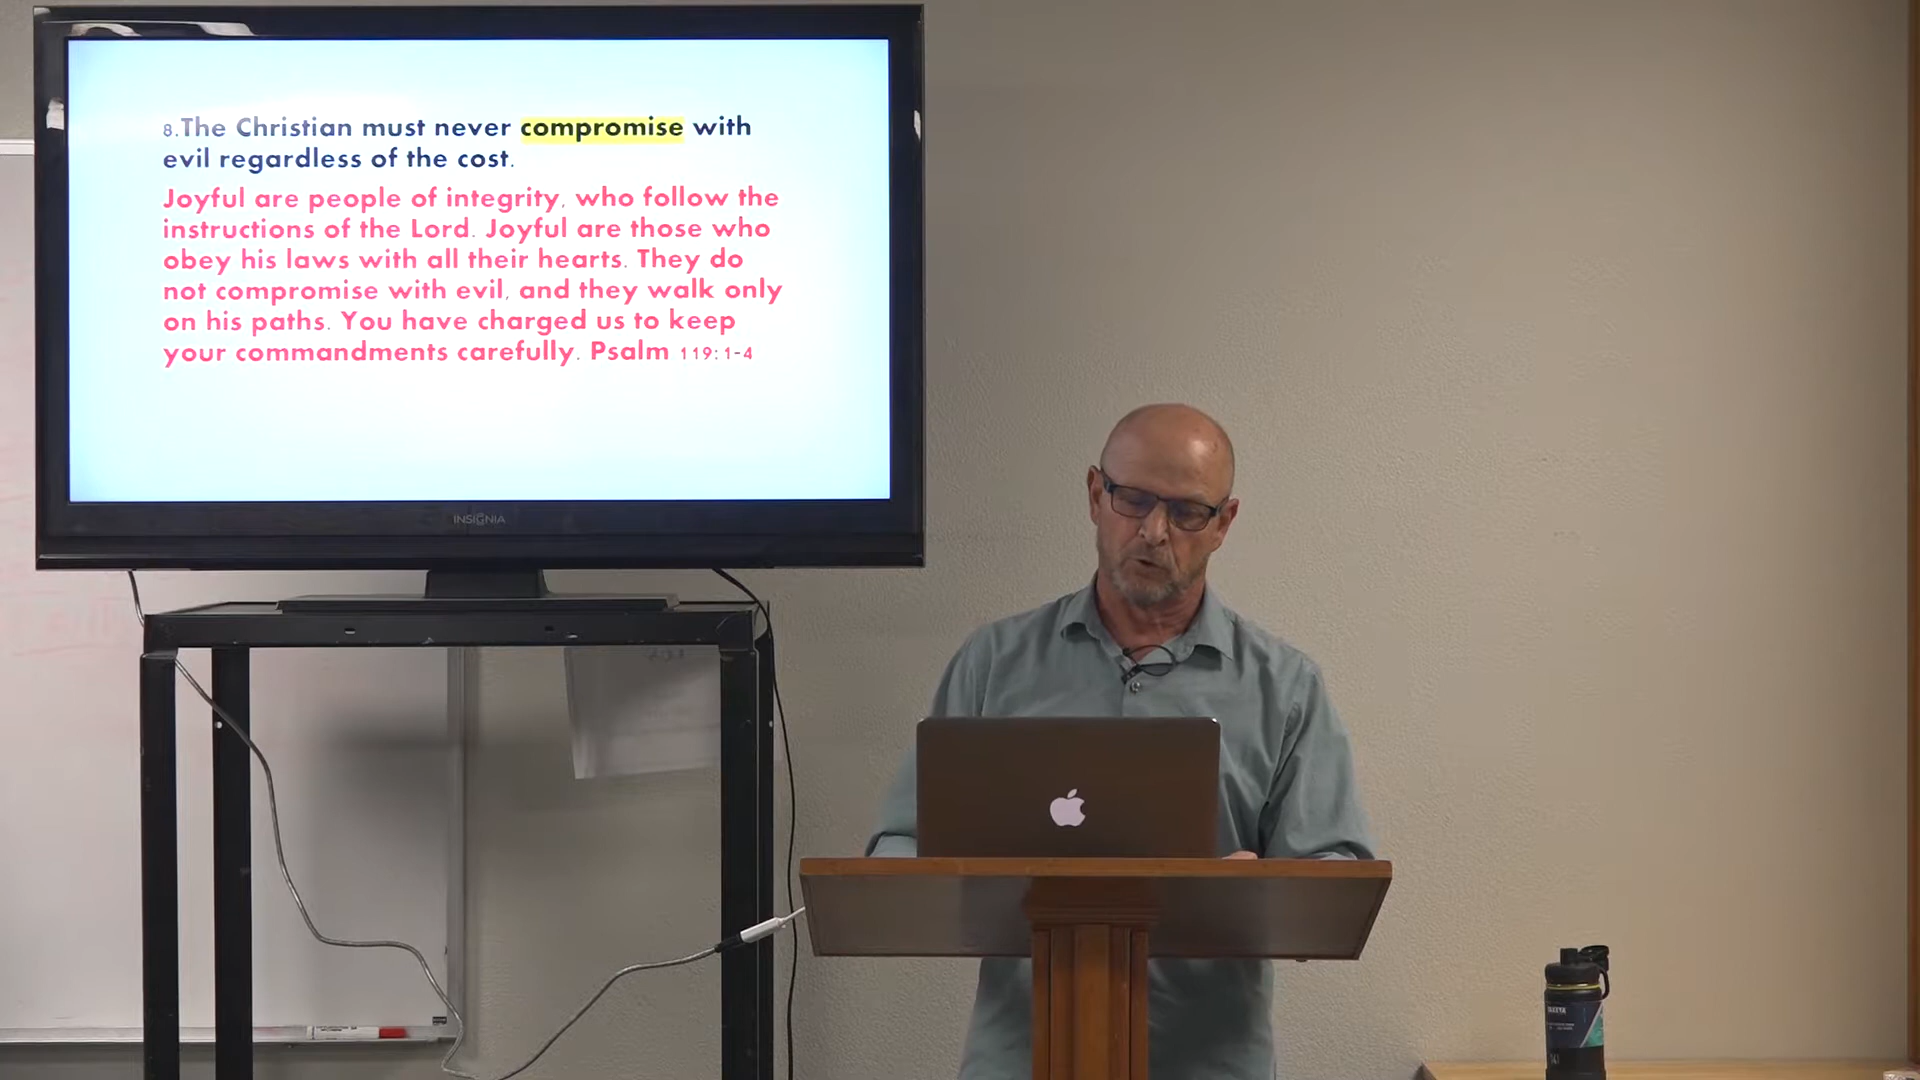 8.The Christian must never compromise with
evil regardless of the cost.
Joyful are people of integrity, who follow the
instructions of the Lord. Joyful are those who
obey his laws with all their hearts. They do
not compromise with evil, and they walk only
on his paths. You have charged us to keep
your commandments carefully. Psalm 119:1-4
INSIGNIA